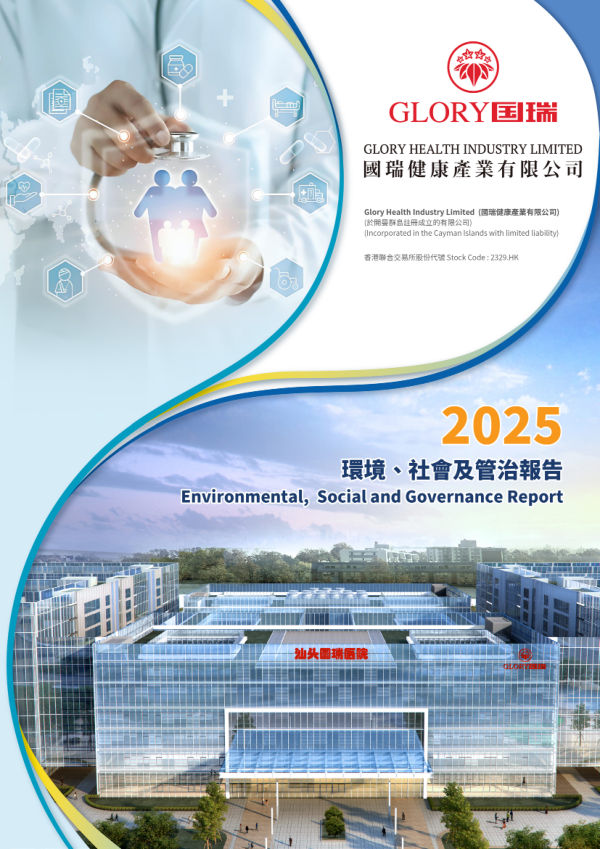 GLORY国瑞
GLORY HEALTH INDUSTRY LIMITED
國瑞健康產業有限公司
Glory Health Industry Limited (國瑞健康產業有限公司)
(於開曼群島註冊成立的有限公司)
(Incorporated in the Cayman Islands with limited liability)
香港聯合交易所股份代號 Stock Code : 2329.HK
2025
環境、社會及管治報告
Environmental, Social and Governance Report
汕头国瑞医院
GLORY国瑞